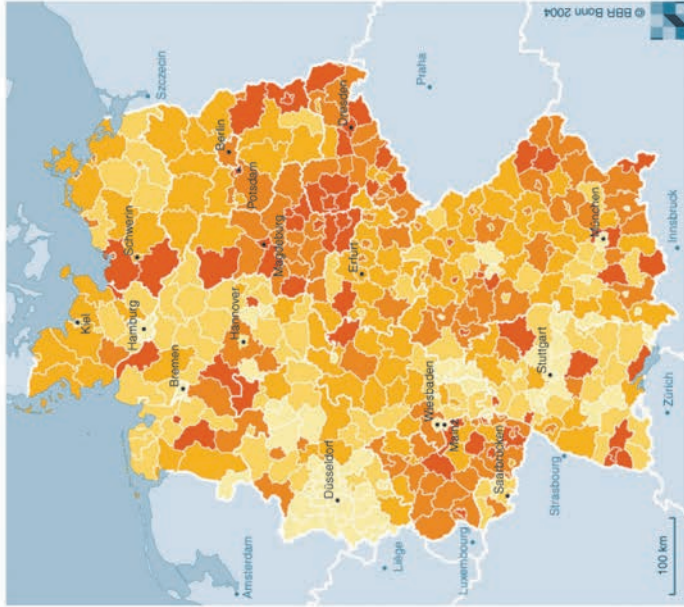 Kiel
Szczecin
Hamburg
Schwerin
Bremen
Berlin
Hannover
Potsdam
Amsterdam
Magdeburg
Düsseldorf
Erfurt
Dresden
Liège
Wiesbaden
Praha
Mainz
Luxembourg
Saarbrücken
Stuttgart
Strasbourg
München
Zürich
Innsbruck
100 km
© BBR Bonn 2004